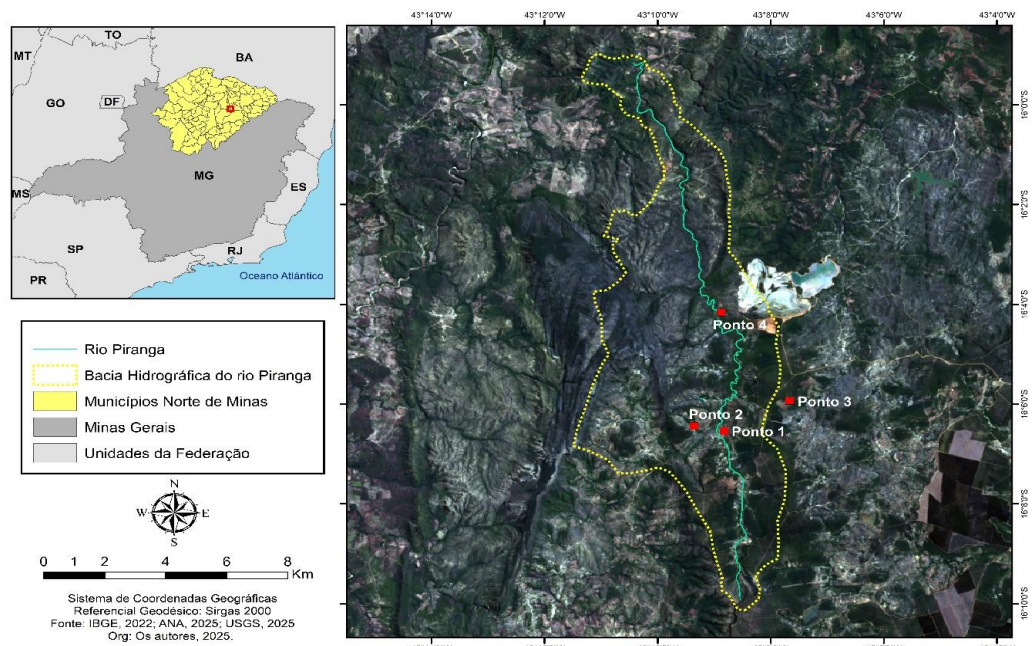 TO
MT
BA
GO
DF
MG
MS
ES
SP
RJ
PR
Oceano Atlântico
Rio Piranga
Bacia Hidrográfica do rio Piranga
Municípios Norte de Minas
Minas Gerais
Unidades da Federação
N
W E
S
0 1 2 3 4 6 8
Km
Sistema de Coordenadas Geográficas
Referencial Geodésico: Sirgas 2000
Fonte: IBGE, 2022; ANA, 2025; USGS, 2025
Org: Os autores, 2025.
43°14'0"W 43°12'0"W 43°10'0"W 43°8'0"W 43°6'0"W 43°4'0"W
16°0'0"S
16°2'0"S
16°4'0"S
16°6'0"S
16°8'0"S
16°10'0"S
Ponto 4
Ponto 3
Ponto 2
Ponto 1